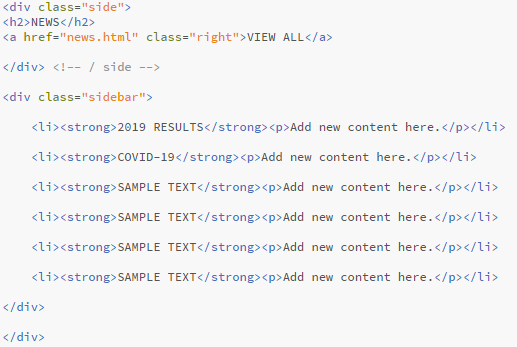 <div class="side">
<h2>NEWS</h2>
<a href="news.html" class="right">VIEW ALL</a>
</div> <!-- / side -->
<div class="sidebar">
<li><strong>2019 RESULTS</strong><p>Add new content here.</p></li>
<li><strong>COVID-19</strong><p>Add new content here.</p></li>
<li><strong>SAMPLE TEXT</strong><p>Add new content here.</p></li>
<li><strong>SAMPLE TEXT</strong><p>Add new content here.</p></li>
<li><strong>SAMPLE TEXT</strong><p>Add new content here.</p></li>
<li><strong>SAMPLE TEXT</strong><p>Add new content here.</p></li>
</div>
</div>